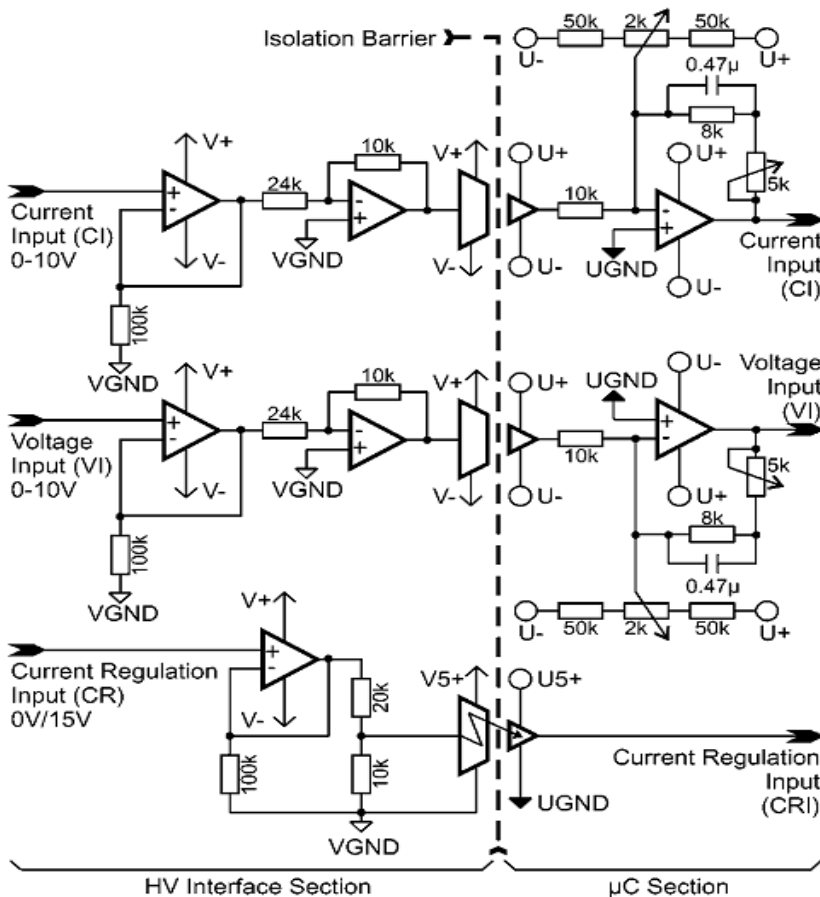 Isolation Barrier
50k
2k
50k
U-
U+
0.47µ
8k
5k
V+
10k
V+
U+
U+
24k
10k
Current
Input (CI)
0-10V
V-
VGND
V-
U-
UGND
U-
Current
Input
(CI)
100k
VGND
V+
10k
V+
U+
UGND
U-
Voltage
Input
(VI)
24k
10k
Voltage
Input (VI)
0-10V
V-
VGND
V-
U-
U+
5k
8k
0.47µ
100k
VGND
U-
50k
2k
50k
U+
V+
Current Regulation
Input (CR)
0V/15V
V-
20k
V5+
U5+
100k
10k
UGND
Current Regulation
Input
(CRI)
VGND
HV Interface Section
µC Section